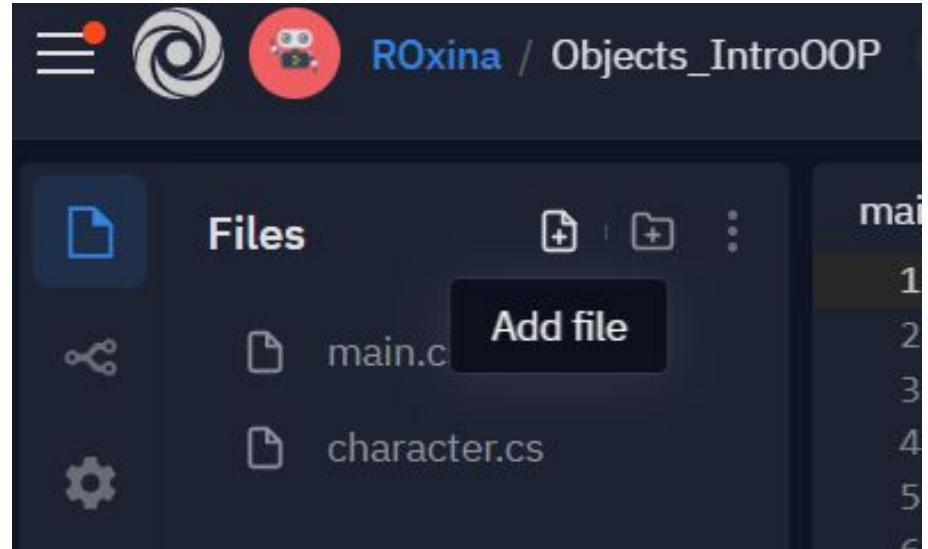 ROxina / Objects_IntroOOP
Files
Add file
main.c
character.cs
mai
1
2
3
4
5